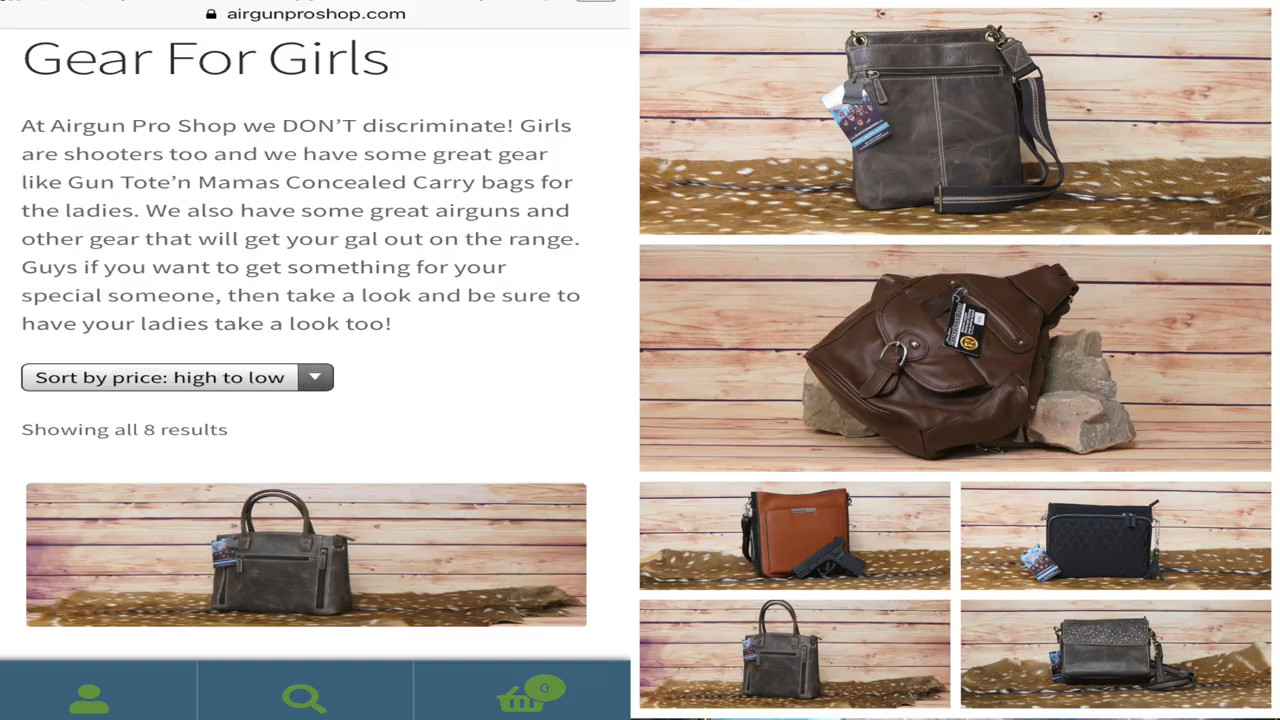 airgunproshop.com
Gear For Girls
At Airgun Pro Shop we DON'T discriminate! Girls
are shooters too and we have some great gear
like Gun Tote'n Mamas Concealed Carry bags for
the ladies. We also have some great airguns and
other gear that will get your gal out on the range.
Guys if you want to get something for your
special someone, then take a look and be sure to
have your ladies take a look too!
Sort by price: high to low
Showing all 8 results
0